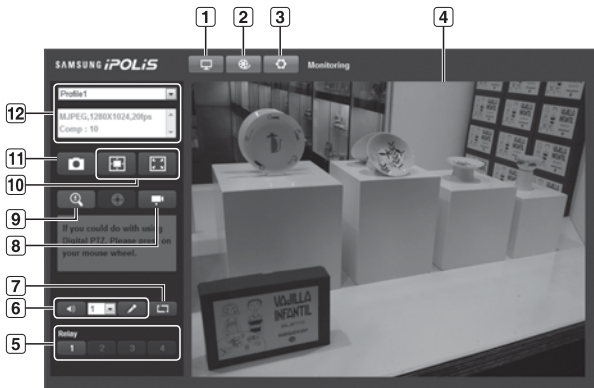 1
2
3
4
SAMSUNG iPOLiS
Monitoring
12
Profile1
MJPEG,1280X1024,20fps
Comp : 10
11
10
9
8
If you could do with using
Digital PTZ. Please press on
your mouse wheel.
7
6
1
5
Relay
1 2 3 4
VAJILLA
INFANTIL
VAJILLA
INFANTIL